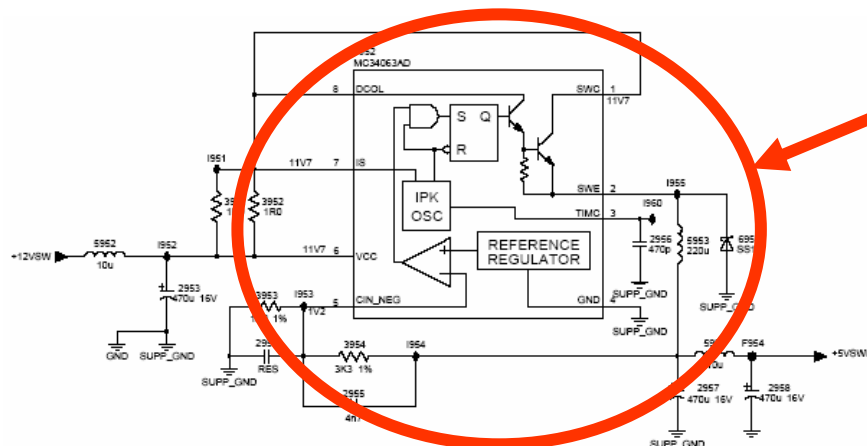 MC34063AD
8 DCOL
SWC 1
11V7
S Q
R
I951
11V7 7 IS
3952
1R0
IPK
OSC
SWE 2
I955
TIMC 3
I960
5952
10u
I952
+12VSW
11V7 6 VCC
REFERENCE
REGULATOR
2956
470p
5953
220u
SUPP_GND
SUPP_GND
2953
470u 16V
3953
1%
I953
1V2
5 CIN_NEG
GND 4
SUPP_GND
GND
SUPP_GND
SUPP_GND
RES
3954
3K3 1%
I954
2955
F954
+5VSW
2957
470u 16V
2958
470u 16V
SUPP_GND